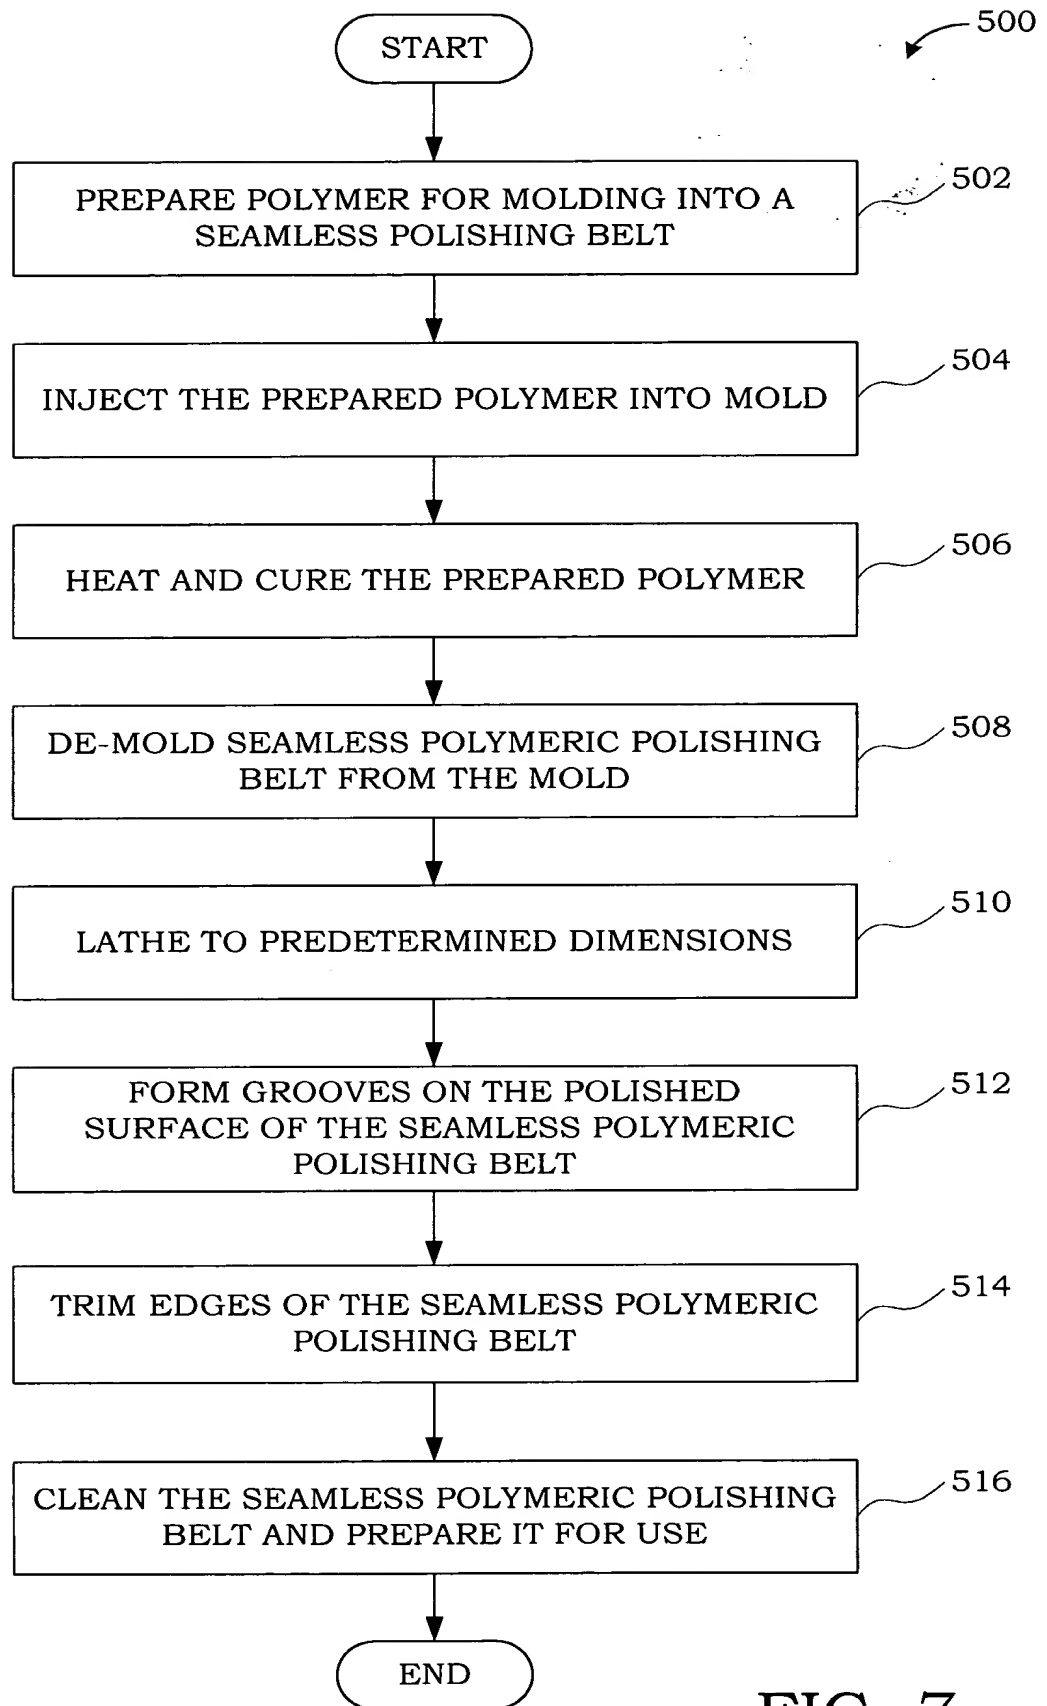 START
500
PREPARE POLYMER FOR MOLDING INTO A
SEAMLESS POLISHING BELT
502
INJECT THE PREPARED POLYMER INTO MOLD
504
HEAT AND CURE THE PREPARED POLYMER
506
DE-MOLD SEAMLESS POLYMERIC POLISHING
BELT FROM THE MOLD
508
LATHE TO PREDETERMINED DIMENSIONS
510
FORM GROOVES ON THE POLISHED
SURFACE OF THE SEAMLESS POLYMERIC
POLISHING BELT
512
TRIM EDGES OF THE SEAMLESS POLYMERIC
POLISHING BELT
514
CLEAN THE SEAMLESS POLYMERIC POLISHING
BELT AND PREPARE IT FOR USE
516
END
FIG. 7